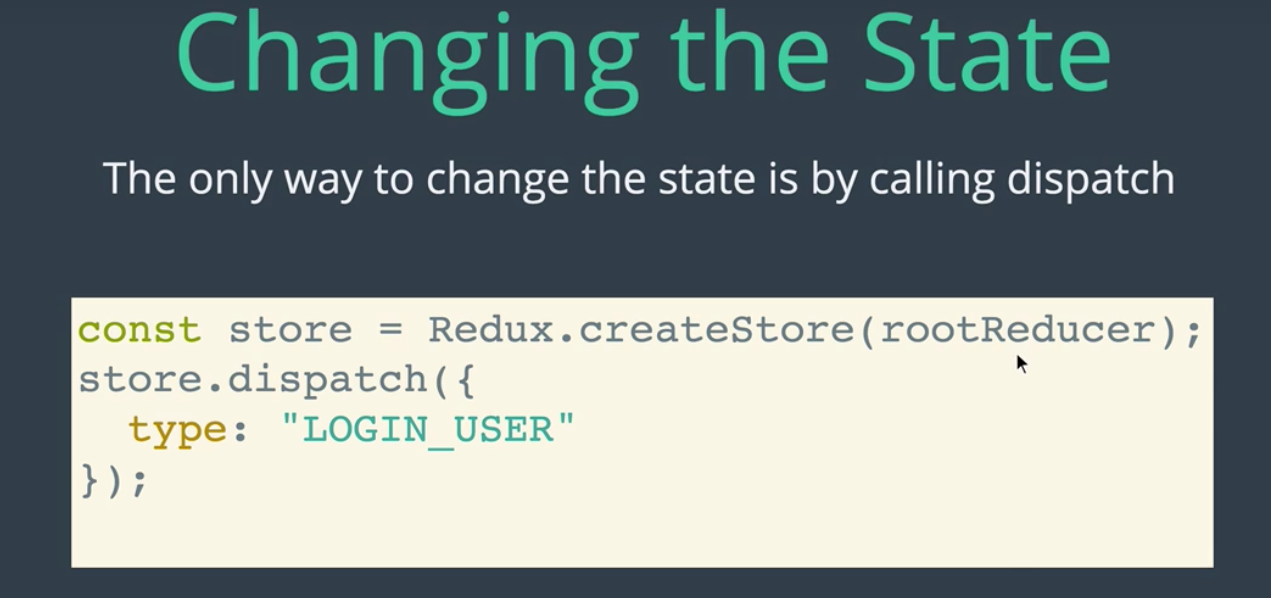 Changing the State
The only way to change the state is by calling dispatch
const store = Redux.createStore(rootReducer);
store.dispatch({
  type: "LOGIN_USER"
});